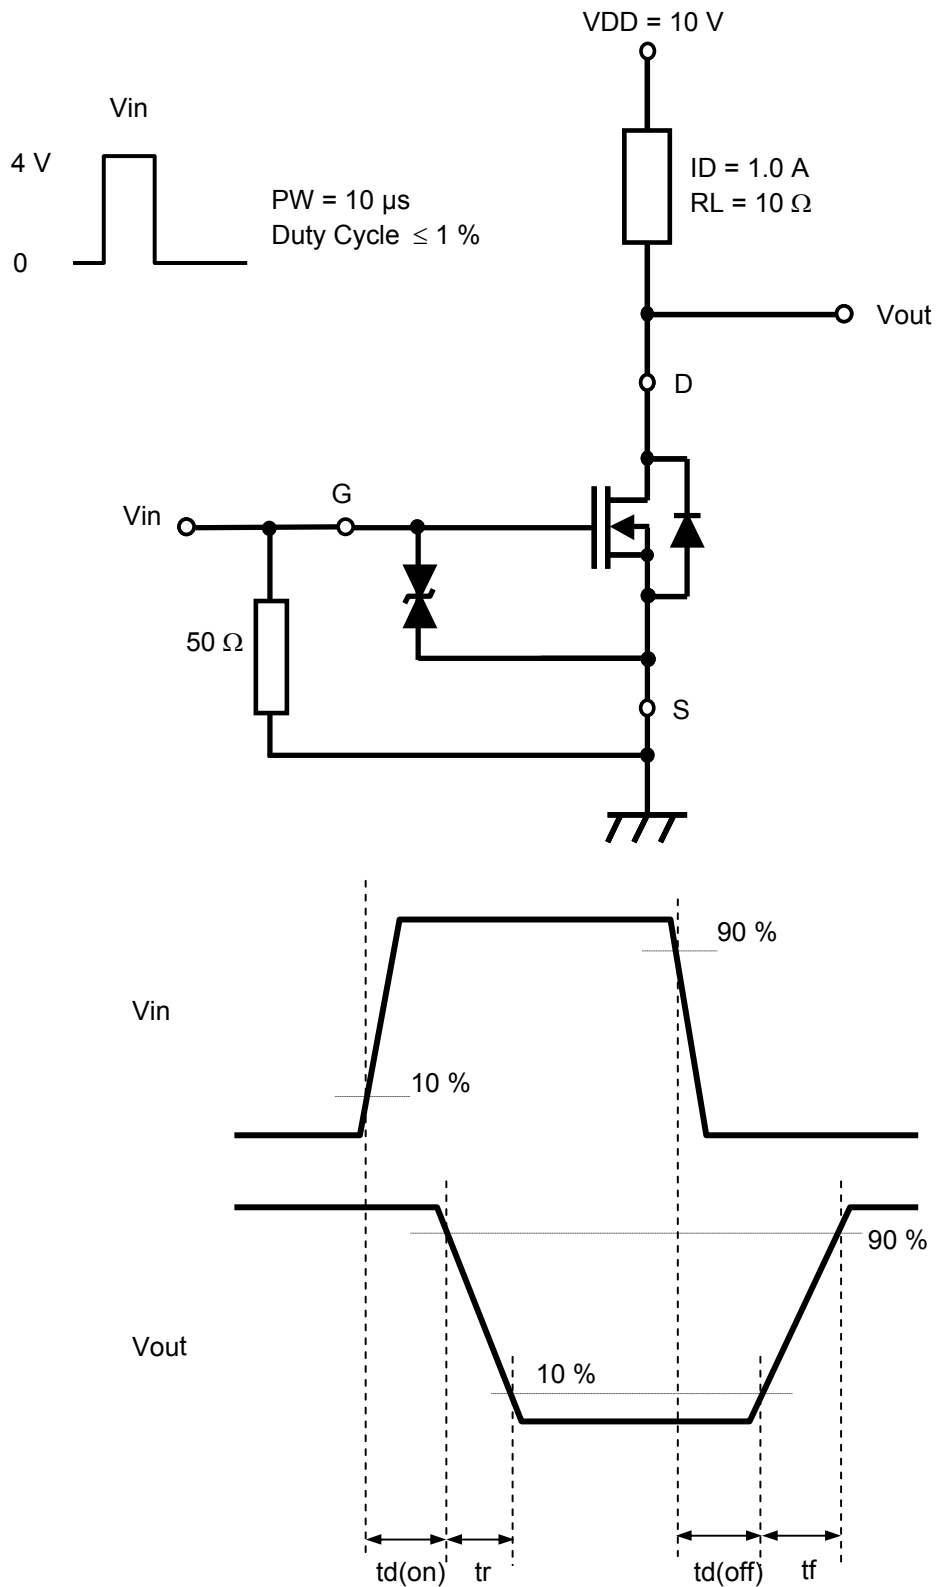 VDD = 10 V
Vin
4 V
0
PW = 10 µs
Duty Cycle ≤ 1 %
ID = 1.0 A
RL = 10 Ω
Vout
D
G
Vin
50 Ω
S
90 %
Vin
10 %
90 %
Vout
10 %
td(on)
tr
td(off)
tf